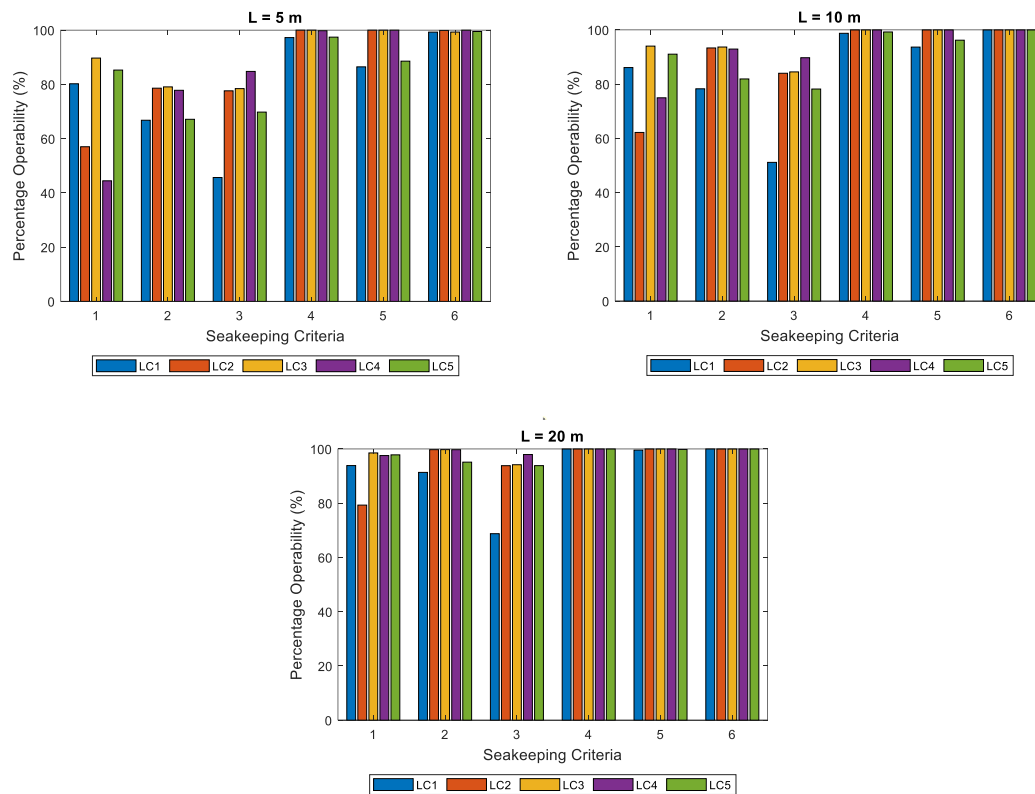 L = 5 m
100
80
60
40
20
0
Percentage Operability (%)
1 2 3 4 5 6
Seakeeping Criteria
LC1 LC2 LC3 LC4 LC5
L = 10 m
100
80
60
40
20
0
Percentage Operability (%)
1 2 3 4 5 6
Seakeeping Criteria
LC1 LC2 LC3 LC4 LC5
L = 20 m
100
80
60
40
20
0
Percentage Operability (%)
1 2 3 4 5 6
Seakeeping Criteria
LC1 LC2 LC3 LC4 LC5